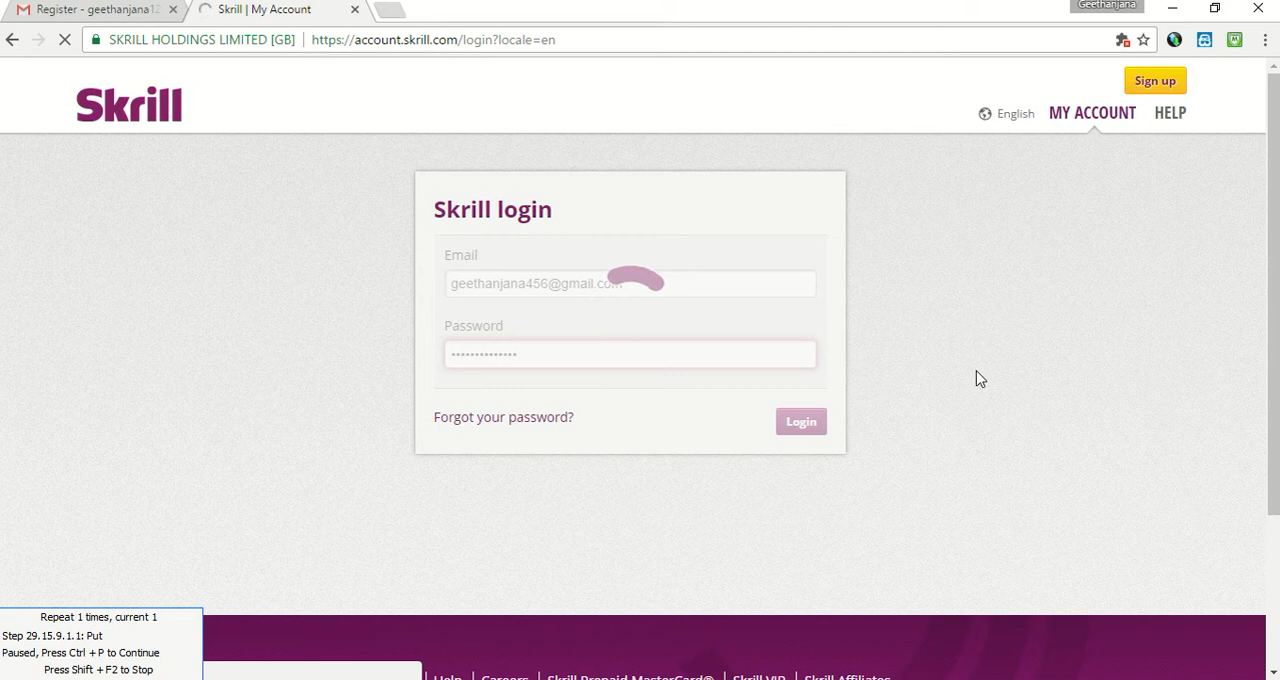 Register - geethanjana12
Skrill | My Account
Geethanjana
SKRILL HOLDINGS LIMITED [GB]
https://account.skrill.com/login?locale=en
Sign up
Skrill
English
MY ACCOUNT
HELP
Skrill login
Email
geethanjana456@gmail.com
Password
••••••••••••••
Forgot your password?
Login
Repeat 1 times, current 1
Step 29.15.9.1.1: Put
Paused, Press Ctrl + P to Continue
Press Shift + F2 to Stop
Help
Careers
Skrill Prepaid MasterCard®
Skrill VIP
Skrill Affiliates